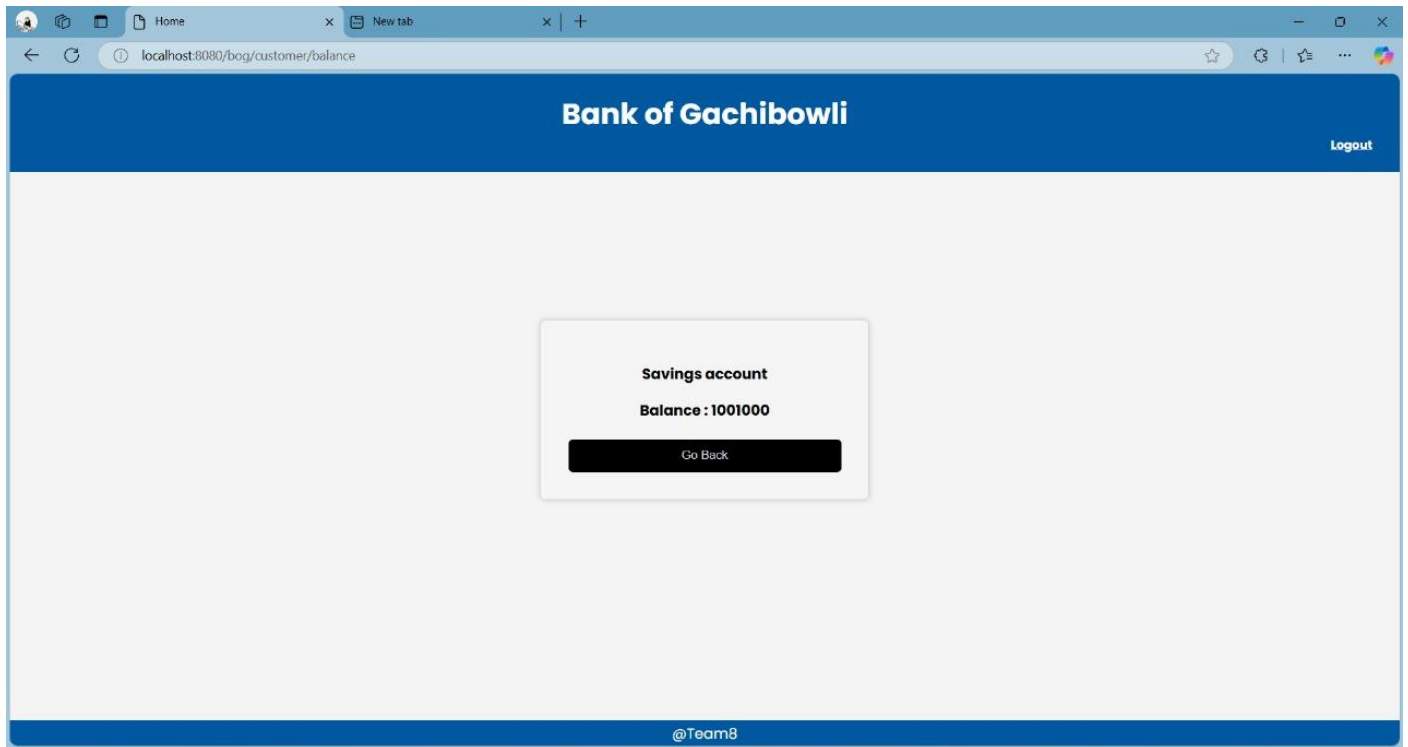 Home
New tab
localhost:8080/bog/customer/balance
Bank of Gachibowli
Logout
Savings account
Balance : 1001000
Go Back
@Team8